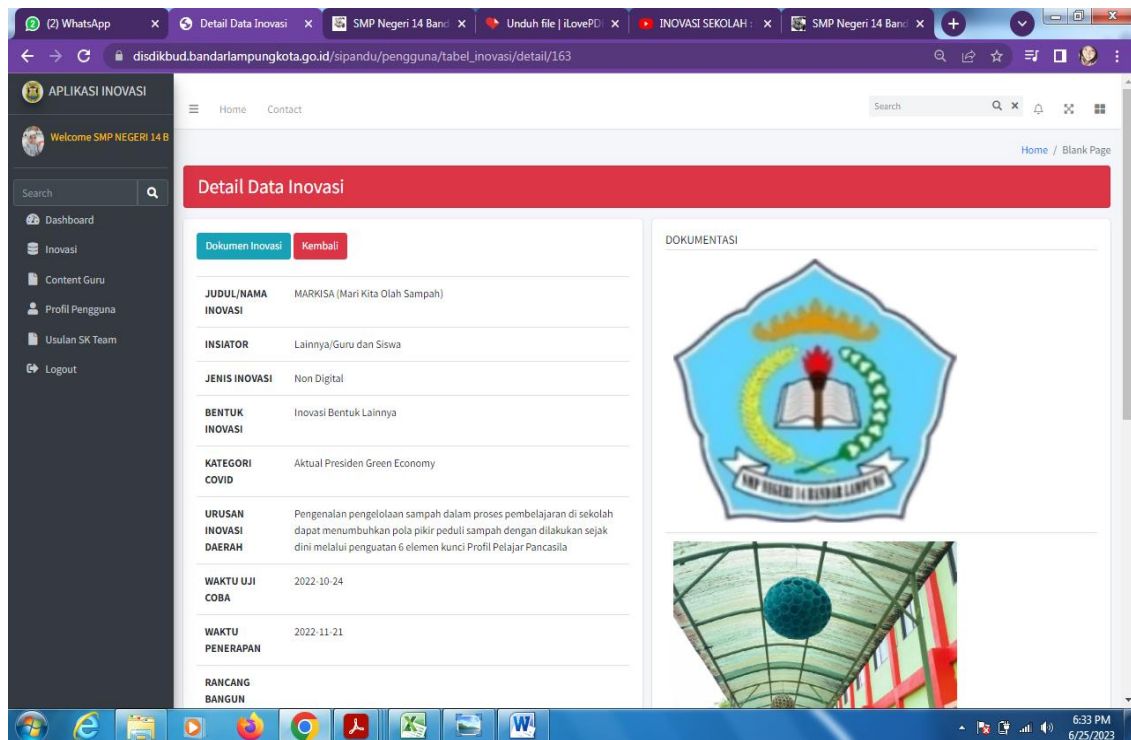 (2) WhatsApp
Detail Data Inovasi
SMP Negeri 14 Band
Unduh file | iLovePD
INOVASI SEKOLAH :
SMP Negeri 14 Band
disdikbud.bandarlampungkota.go.id/sipandu/pengguna/tabel_inovasi/detail/163
APLIKASI INOVASI
Home Contact
Search
Welcome SMP NEGERI 14 B
Home / Blank Page
Search
Detail Data Inovasi
Dashboard
Inovasi
Content Guru
Profil Pengguna
Usulan SK Team
Logout
Dokumen Inovasi Kembali
JUDUL/NAMA INOVASI MARKISA (Mari Kita Olah Sampah)
INSIATOR Lainnya/Guru dan Siswa
JENIS INOVASI Non Digital
BENTUK INOVASI Inovasi Bentuk Lainnya
KATEGORI COVID Aktual Presiden Green Economy
URUSAN INOVASI DAERAH Pengenalan pengelolaan sampah dalam proses pembelajaran di sekolah
dapat menumbuhkan pola pikir peduli sampah dengan dilakukan sejak
dini melalui penguatan 6 elemen kunci Profil Pelajar Pancasila
WAKTU UJI COBA 2022-10-24
WAKTU PENERAPAN 2022-11-21
RANCANG BANGUN
DOKUMENTASI
SMP NEGERI 14 BANDAR LAMPUNG
6:33 PM
6/25/2023